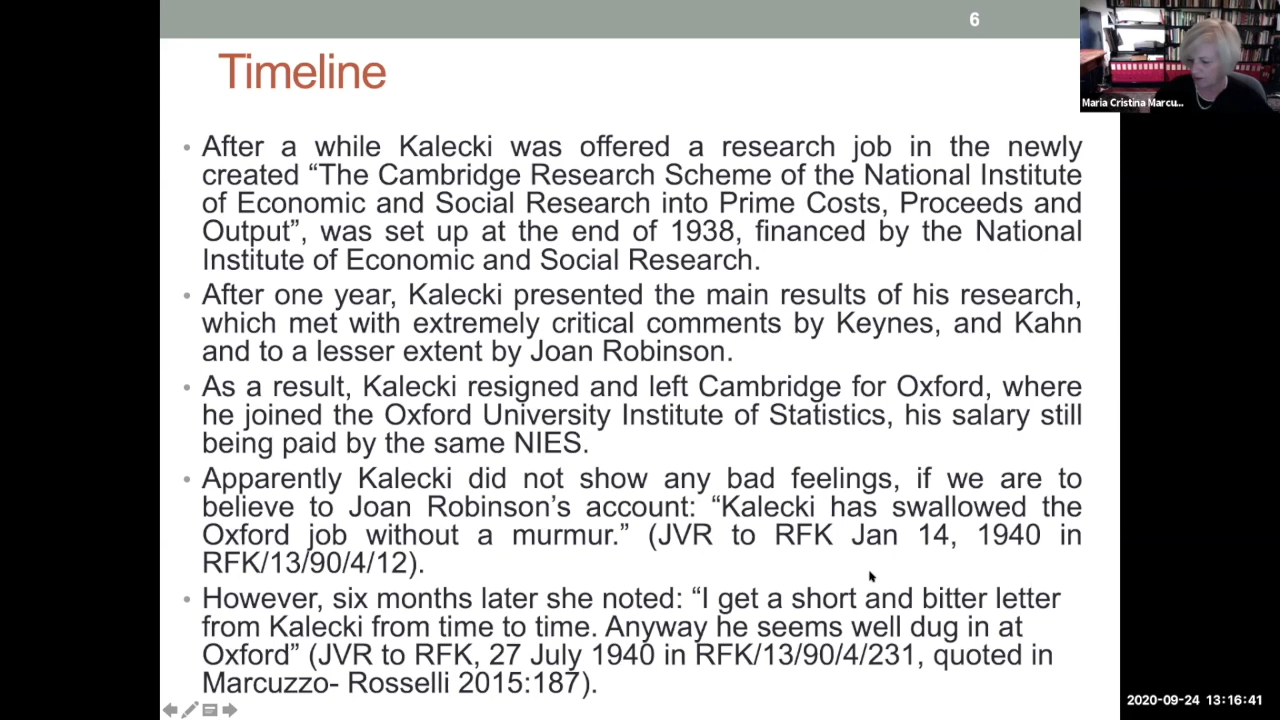 6
Timeline
Maria Cristina Marcu...
• After a while Kalecki was offered a research job in the newly
created “The Cambridge Research Scheme of the National Institute
of Economic and Social Research into Prime Costs, Proceeds and
Output”, was set up at the end of 1938, financed by the National
Institute of Economic and Social Research.
• After one year, Kalecki presented the main results of his research,
which met with extremely critical comments by Keynes, and Kahn
and to a lesser extent by Joan Robinson.
• As a result, Kalecki resigned and left Cambridge for Oxford, where
he joined the Oxford University Institute of Statistics, his salary still
being paid by the same NIES.
• Apparently Kalecki did not show any bad feelings, if we are to
believe to Joan Robinson’s account: “Kalecki has swallowed the
Oxford job without a murmur.” (JVR to RFK Jan 14, 1940 in
RFK/13/90/4/12).
• However, six months later she noted: “I get a short and bitter letter
from Kalecki from time to time. Anyway he seems well dug in at
Oxford” (JVR to RFK, 27 July 1940 in RFK/13/90/4/231, quoted in
Marcuzzo- Rosselli 2015:187).
2020-09-24 13:16:41